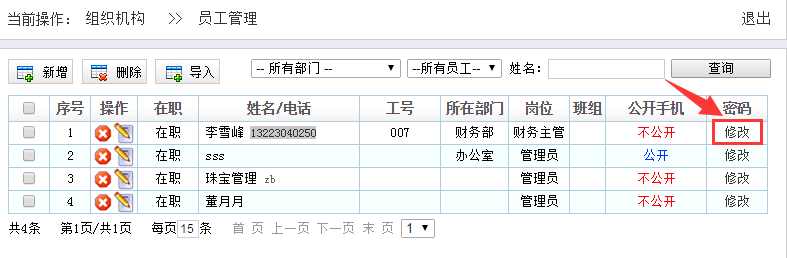 当前操作: 组织机构 >> 员工管理 退出
新增 删除 导入 -- 所有部门 -- --所有员工-- 姓名: 查询
序号 操作 在职 姓名/电话 工号 所在部门 岗位 班组 公开手机 密码
1 在职 李雪峰 13223040250 007 财务部 财务主管 不公开 修改
2 在职 sss 办公室 管理员 公开 修改
3 在职 珠宝管理 zb 管理员 不公开 修改
4 在职 董月月 管理员 不公开 修改
共4条 第1页/共1页 每页15条 首 页 上一页 下一页 末 页 1